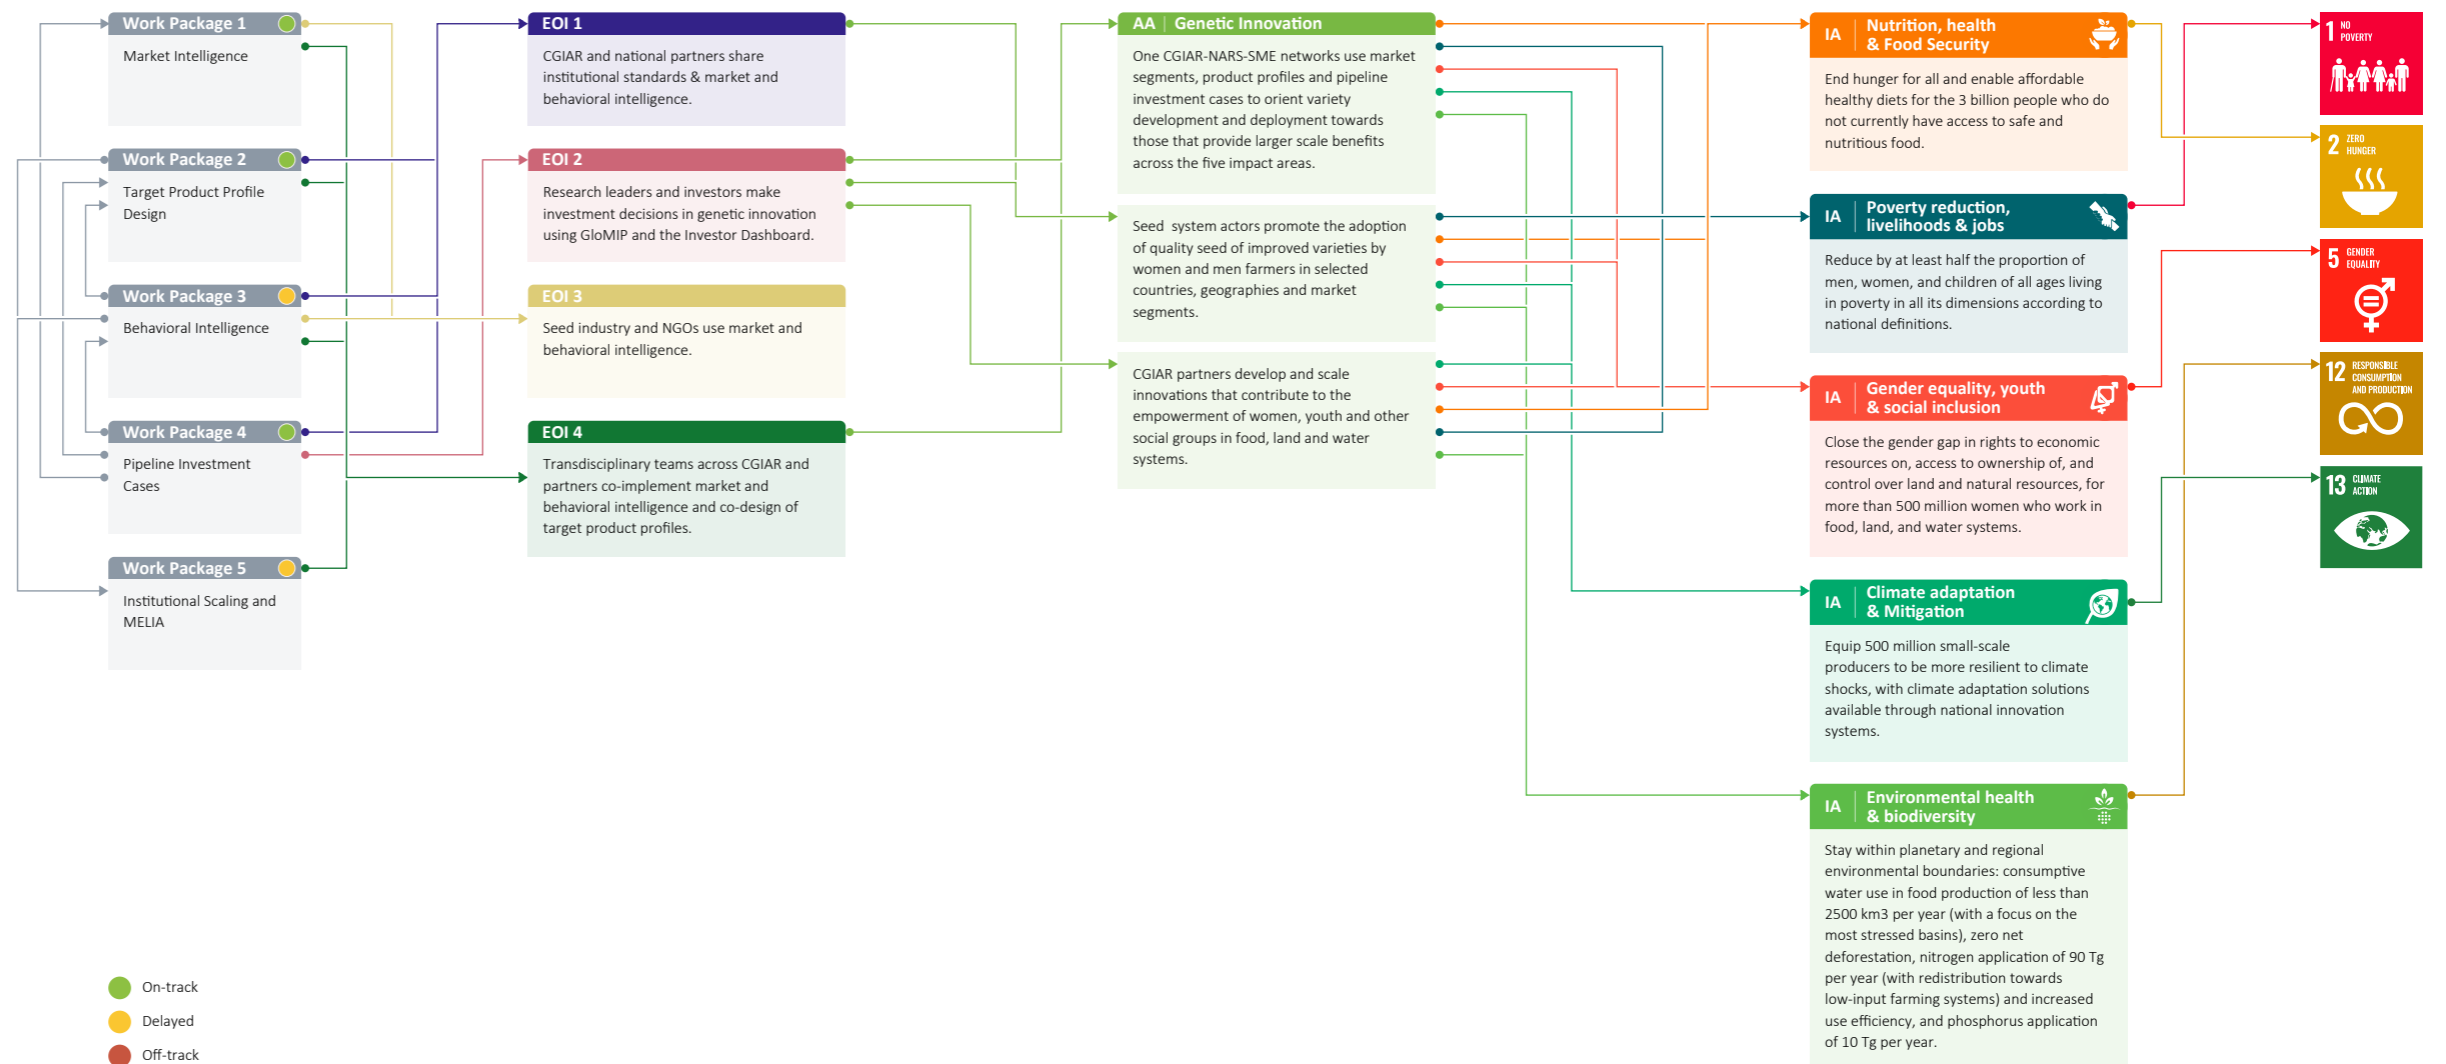 Work Package 1
Market Intelligence
Work Package 2
Target Product Profile
Design
Work Package 3
Behavioral Intelligence
Work Package 4
Pipeline Investment
Cases
Work Package 5
Institutional Scaling and
MELIA
On-track
Delayed
Off-track
EOI 1
CGIAR and national partners share
institutional standards & market and
behavioral intelligence.
EOI 2
Research leaders and investors make
investment decisions in genetic innovation
using GloMIP and the Investor Dashboard.
EOI 3
Seed industry and NGOs use market and
behavioral intelligence.
EOI 4
Transdisciplinary teams across CGIAR and
partners co-implement market and
behavioral intelligence and co-design of
target product profiles.
AA Genetic Innovation
One CGIAR-NARS-SME networks use market
segments, product profiles and pipeline
investment cases to orient variety
development and deployment towards
those that provide larger scale benefits
across the five impact areas.
Seed system actors promote the adoption
of quality seed of improved varieties by
women and men farmers in selected
countries, geographies and market
segments.
CGIAR partners develop and scale
innovations that contribute to the
empowerment of women, youth and other
social groups in food, land and water
systems.
IA Nutrition, health
& Food Security
End hunger for all and enable affordable
healthy diets for the 3 billion people who do
not currently have access to safe and
nutritious food.
IA Poverty reduction,
livelihoods & jobs
Reduce by at least half the proportion of
men, women, and children of all ages living
in poverty in all its dimensions according to
national definitions.
IA Gender equality, youth
& social inclusion
Close the gender gap in rights to economic
resources on, access to ownership of, and
control over land and natural resources, for
more than 500 million women who work in
food, land, and water systems.
IA Climate adaptation
& Mitigation
Equip 500 million small-scale
producers to be more resilient to climate
shocks, with climate adaptation solutions
available through national innovation
systems.
IA Environmental health
& biodiversity
Stay within planetary and regional
environmental boundaries: consumptive
water use in food production of less than
2500 km3 per year (with a focus on the
most stressed basins), zero net
deforestation, nitrogen application of 90 Tg
per year (with redistribution towards
low-input farming systems) and increased
use efficiency, and phosphorus application
of 10 Tg per year.
1 NO
POVERTY
2 ZERO
HUNGER
5 GENDER
EQUALITY
12 RESPONSIBLE
CONSUMPTION
AND PRODUCTION
13 CLIMATE
ACTION